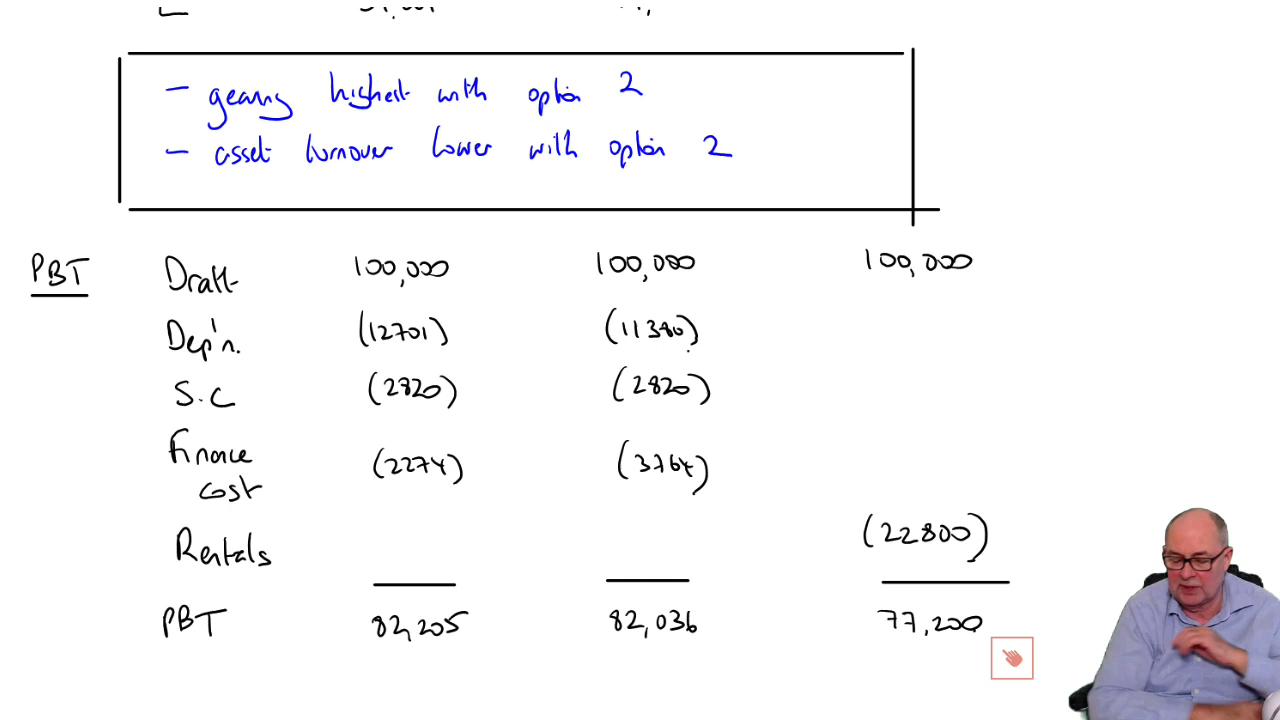 - gearing highest with option 2
- asset turnover lower with option 2
PBT Draft 100,000 100,000 100,000
Dep'n. (12701) (11380)
S.C (2820) (2820)
Finance (2274) (3764)
cost
Rentals (22800)
PBT 82,205 82,036 77,200